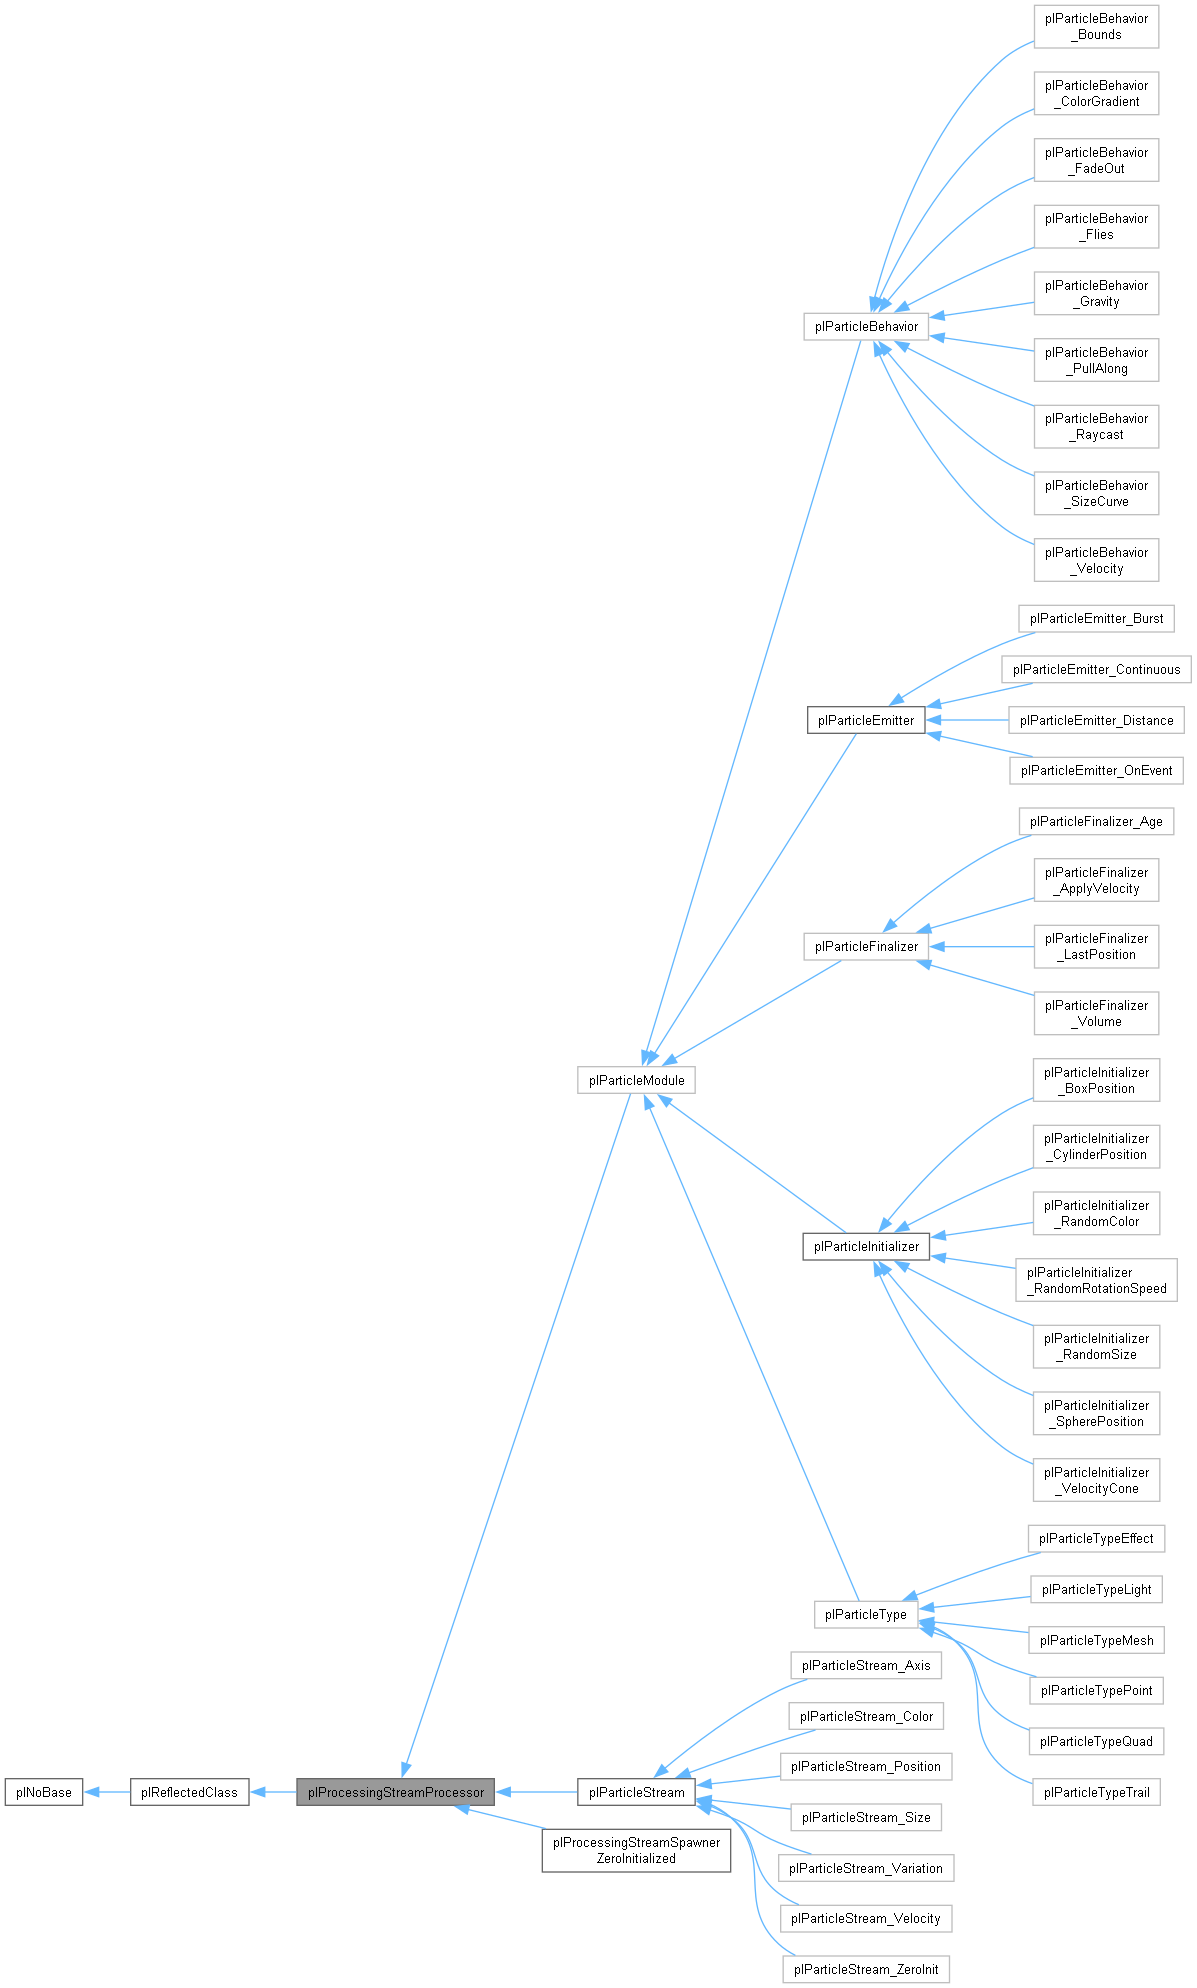 plParticleBehavior
_Bounds
plParticleBehavior
_ColorGradient
plParticleBehavior
_FadeOut
plParticleBehavior
_Flies
plParticleBehavior
_Gravity
plParticleBehavior
plParticleBehavior
_PullAlong
plParticleBehavior
_Raycast
plParticleBehavior
_SizeCurve
plParticleBehavior
_Velocity
plParticleEmitter_Burst
plParticleEmitter_Continuous
plParticleEmitter
plParticleEmitter_Distance
plParticleEmitter_OnEvent
plParticleFinalizer_Age
plParticleFinalizer
_ApplyVelocity
plParticleFinalizer
plParticleFinalizer
_LastPosition
plParticleFinalizer
_Volume
plParticleModule
plParticleInitializer
_BoxPosition
plParticleInitializer
_CylinderPosition
plParticleInitializer
_RandomColor
plParticleInitializer
plParticleInitializer
_RandomRotationSpeed
plParticleInitializer
_RandomSize
plParticleInitializer
_SpherePosition
plParticleInitializer
_VelocityCone
plParticleTypeEffect
plParticleTypeLight
plParticleType
plParticleTypeMesh
plParticleTypePoint
plParticleTypeQuad
plParticleTypeTrail
plParticleStream_Axis
plParticleStream_Color
plParticleStream_Position
plNoBase
plReflectedClass
plProcessingStreamProcessor
plParticleStream
plParticleStream_Size
plProcessingStreamSpawner
ZeroInitialized
plParticleStream_Variation
plParticleStream_Velocity
plParticleStream_ZeroInit